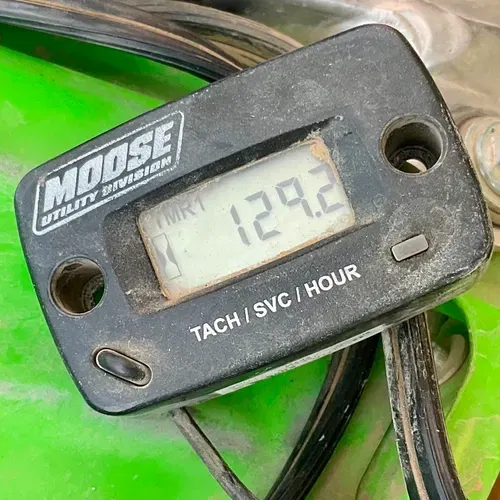 MOOSE
UTILITY DIVISION
TMR1
129.2
TACH / SVC / HOUR